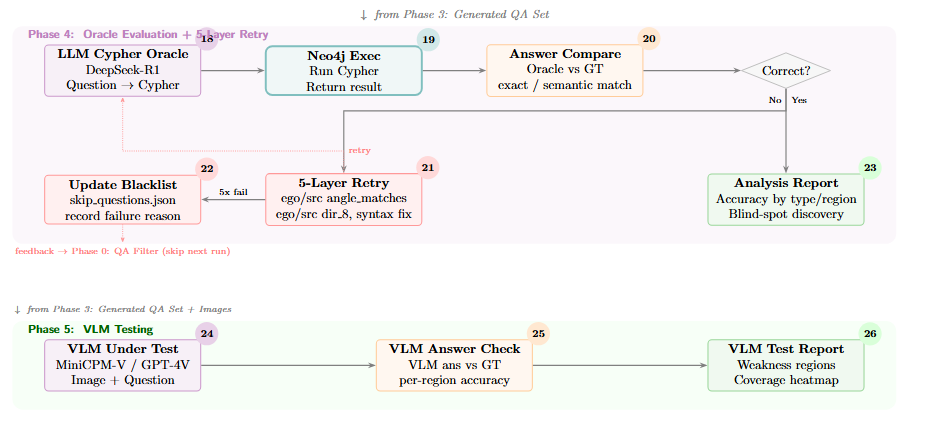 ↓ from Phase 3: Generated QA Set
Phase 4: Oracle Evaluation + 5-Layer Retry
18
LLM Cypher Oracle
DeepSeek-R1
Question → Cypher
19
Neo4j Exec
Run Cypher
Return result
20
Answer Compare
Oracle vs GT
exact / semantic match
Correct?
No
Yes
retry
22
Update Blacklist
skip_questions.json
record failure reason
5x fail
21
5-Layer Retry
ego/src angle_matches
ego/src dir_8, syntax fix
23
Analysis Report
Accuracy by type/region
Blind-spot discovery
feedback → Phase 0: QA Filter (skip next run)
↓ from Phase 3: Generated QA Set + Images
Phase 5: VLM Testing
24
VLM Under Test
MiniCPM-V / GPT-4V
Image + Question
25
VLM Answer Check
VLM ans vs GT
per-region accuracy
26
VLM Test Report
Weakness regions
Coverage heatmap